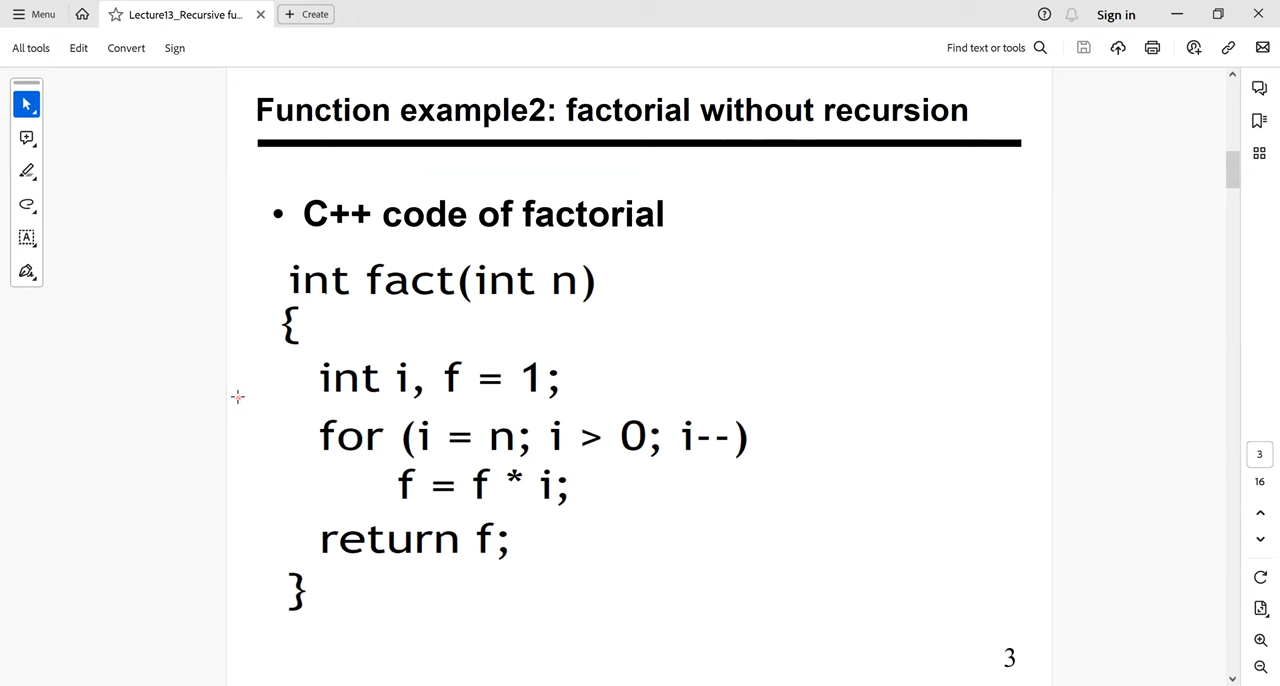 Menu
Lecture13_Recursive fu...
Create
Sign in
All tools
Edit
Convert
Sign
Find text or tools
Function example2: factorial without recursion
• C++ code of factorial
int fact(int n)
{
int i, f = 1;
for (i = n; i > 0; i--)
f = f * i;
return f;
}
3
3
16